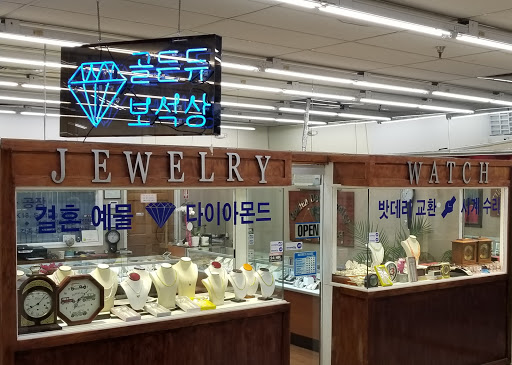 골든듀
보석상
JEWELRY
WATCH
결혼 예물 다이아몬드
밧데리 교환 시계 수리
OPEN